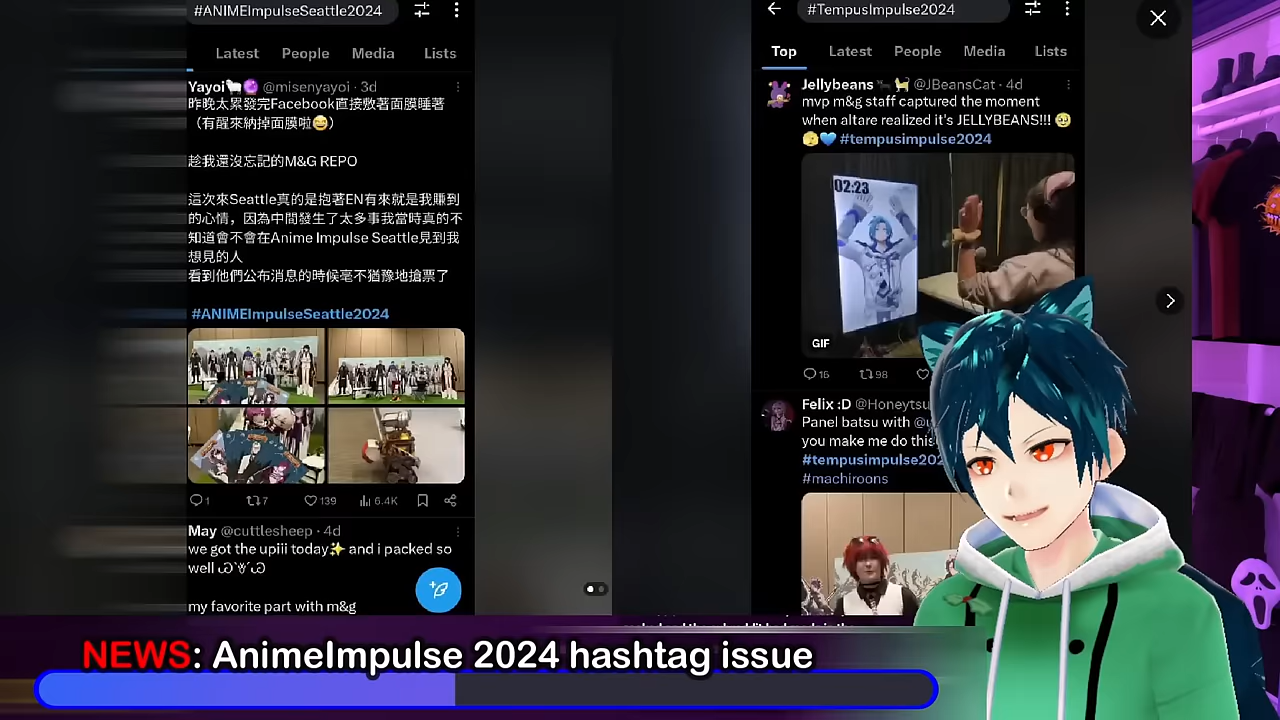 #ANIMEImpulseSeattle2024
Latest People Media Lists
Yayoi @misenyayoi · 3d
昨晚太累發完Facebook直接敷著面膜睡著
（有醒來納掉面膜啦😂）
趁我還沒忘記的M&G REPO
這次來Seattle真的是抱著EN有來就是我賺到
的心情，因為中間發生了太多事我當時真的不
知道會不會在Anime Impulse Seattle見到我
想見的人
看到他們公布消息的時候毫不猶豫地搶票了
#ANIMEImpulseSeattle2024
1 7 139 6.4K
May @cuttlesheep · 4d
we got the upiii today✨ and i packed so
well
my favorite part with m&g
#TempusImpulse2024
Top Latest People Media Lists
Jellybeans @JBeansCat · 4d
mvp m&g staff captured the moment
when altare realized it's JELLYBEANS!!! 🥹
🫣💙 #tempusimpulse2024
02:23
GIF
16 98
Felix :D @Honeytsu
Panel batsu with
you make me do this
#tempusimpulse202
#machiroons
NEWS: AnimeImpulse 2024 hashtag issue